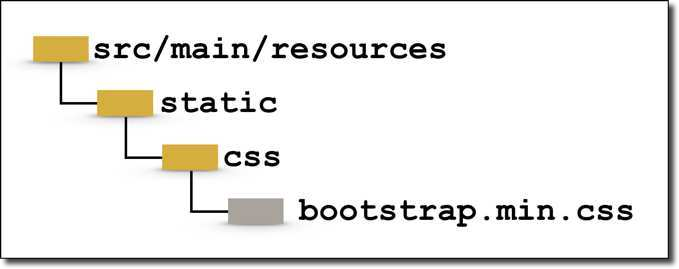 src/main/resources
static
css
bootstrap.min.css